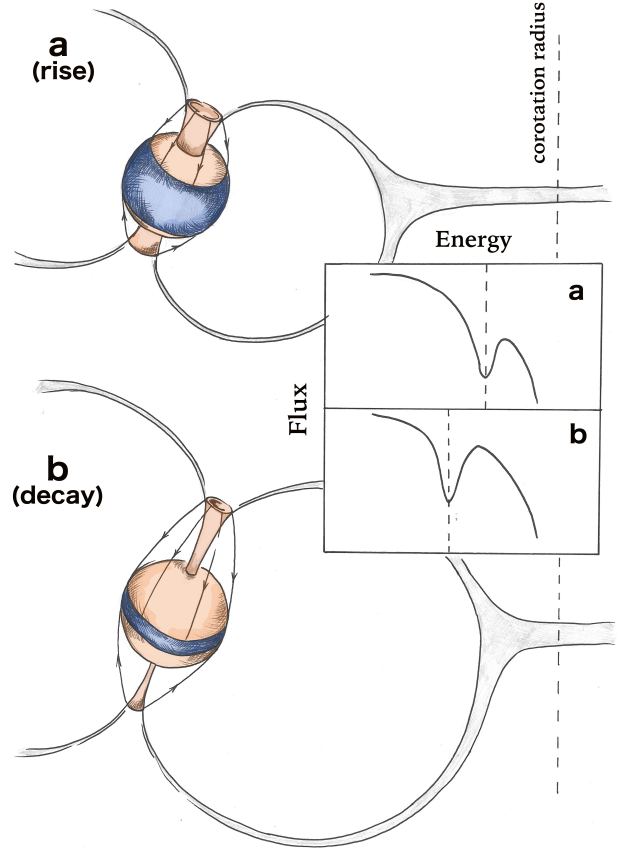 a
(rise)
corotation radius
Energy
a
Flux
b
b
(decay)